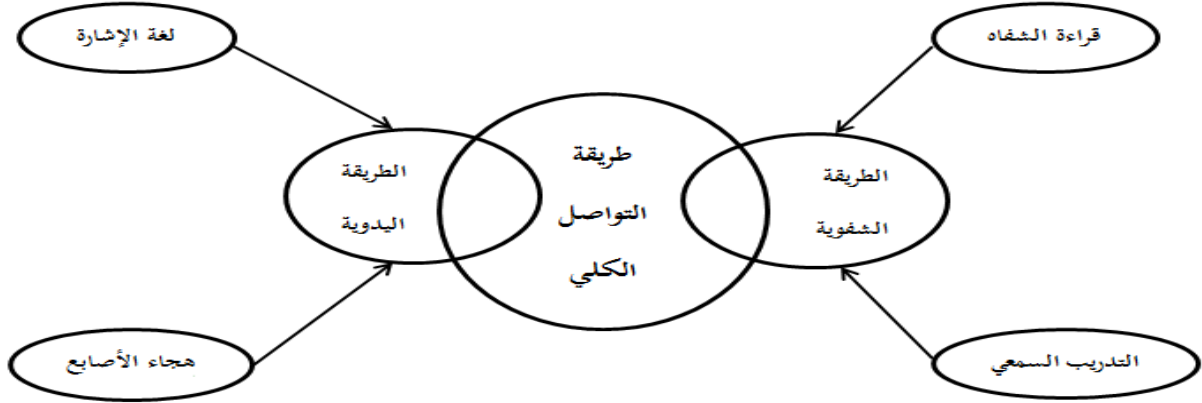 قراءة الشفاه
لغة الإشارة
الطريقة
الشفوية
طريقة
التواصل
الكلي
الطريقة
اليدوية
التدريب السمعي
هجاء الأصابع